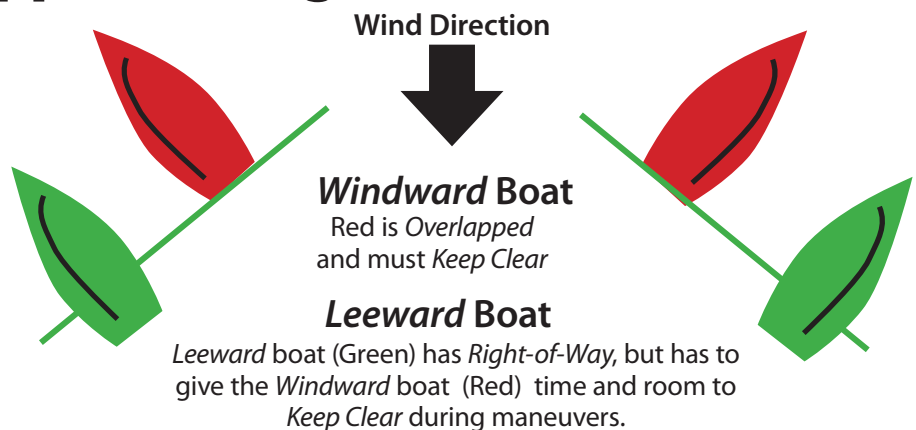 Wind Direction
Windward Boat
Red is Overlapped
and must Keep Clear
Leeward Boat
Leeward boat (Green) has Right-of-Way, but has to
give the Windward boat (Red) time and room to
Keep Clear during maneuvers.